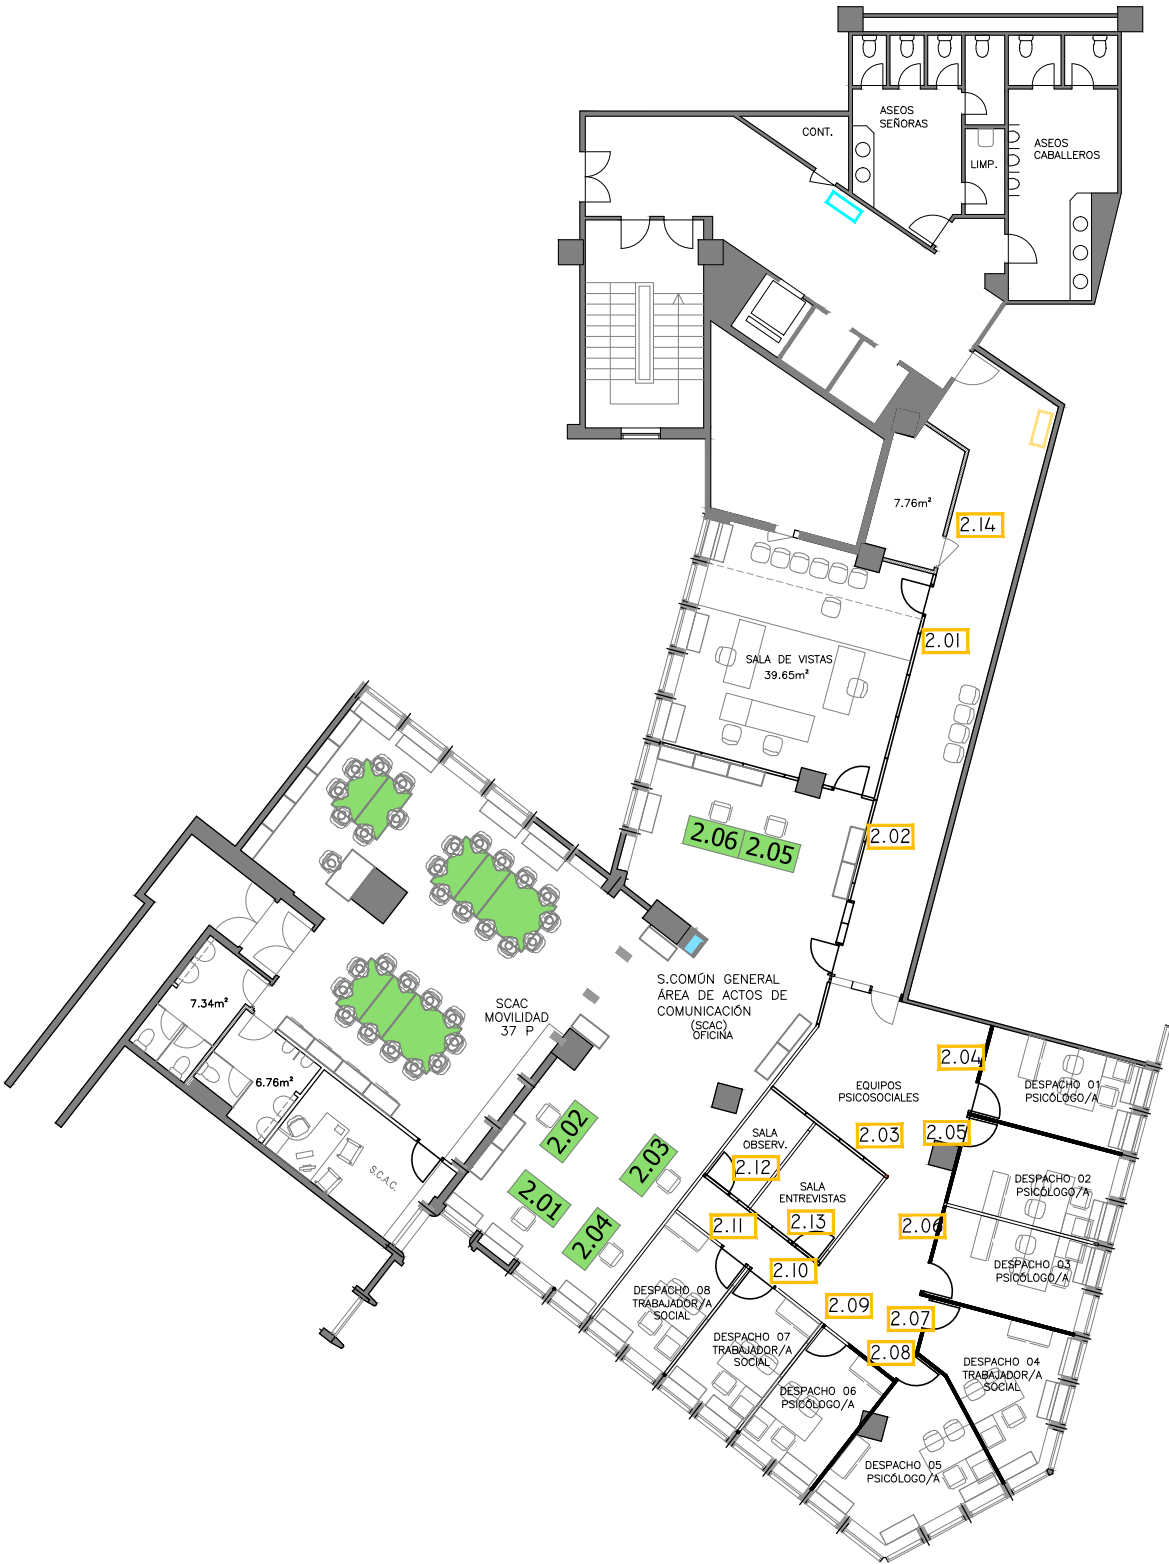 ASEOS
SEÑORAS
CONT.
ASEOS
CABALLEROS
LIMP.
7.76m²
2.14
2.01
SALA DE VISTAS
39.65m²
2.02
2.06
2.05
S.COMÚN GENERAL
ÁREA DE ACTOS DE
COMUNICACIÓN
(SCAC)
OFICINA
SCAC
MOVILIDAD
37 P
7.34m²
6.76m²
S.C.A.C.
2.02
2.03
2.01
2.04
EQUIPOS
PSICOSOCIALES
2.04
DESPACHO 01
PSICÓLOGO/A
2.03
2.05
SALA
OBSERV.
2.12
SALA
ENTREVISTAS
DESPACHO 02
PSICÓLOGO/A
2.11
2.13
2.06
2.10
DESPACHO 03
PSICÓLOGO/A
DESPACHO 08
TRABAJADOR/A
SOCIAL
2.09
2.07
DESPACHO 07
TRABAJADOR/A
SOCIAL
2.08
DESPACHO 04
TRABAJADOR/A
SOCIAL
DESPACHO 06
PSICÓLOGO/A
DESPACHO 05
PSICÓLOGO/A